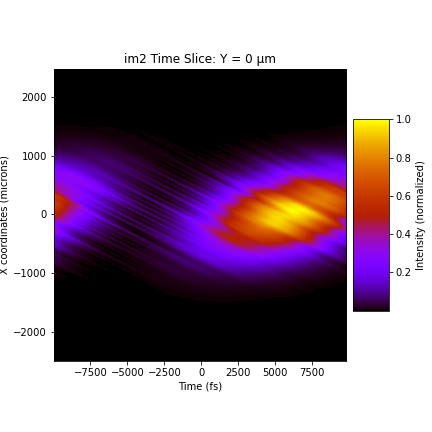 im2 Time Slice: Y = 0 μm
2000
1000
0
−1000
−2000
X coordinates (microns)
−7500 −5000 −2500 0 2500 5000 7500
Time (fs)
1.0
0.8
0.6
0.4
0.2
Intensity (normalized)